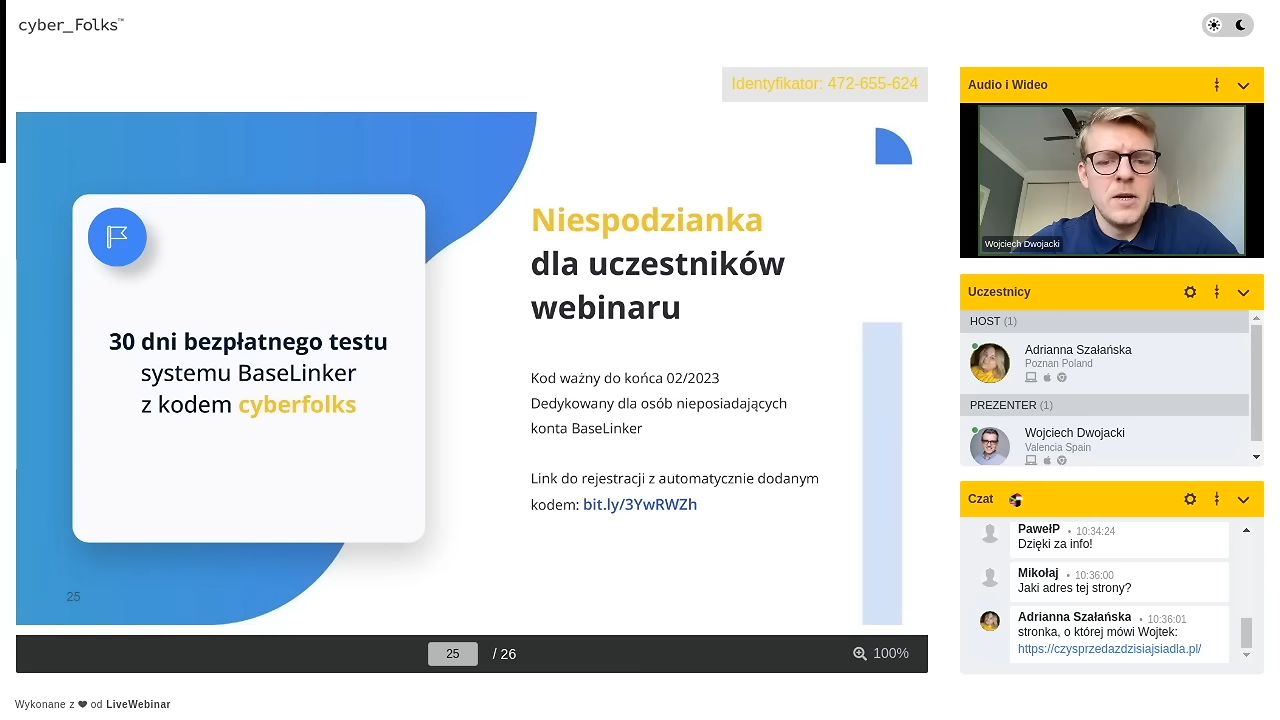 cyber_Folks™
Identyfikator: 472-655-624
30 dni bezpłatnego testu
systemu BaseLinker
z kodem cyberfolks
25
Niespodzianka
dla uczestników
webinaru
Kod ważny do końca 02/2023
Dedykowany dla osób nieposiadających
konta BaseLinker
Link do rejestracji z automatycznie dodanym
kodem: bit.ly/3YwRWZh
25 / 26
100%
Wykonane z ❤ od LiveWebinar
Audio i Wideo
Wojciech Dwojacki
Uczestnicy
HOST (1)
Adrianna Szałańska
Poznan Poland
PREZENTER (1)
Wojciech Dwojacki
Valencia Spain
Czat
PawełP • 10:34:24
Dzięki za info!
Mikołaj • 10:36:00
Jaki adres tej strony?
Adrianna Szałańska • 10:36:01
stronka, o której mówi Wojtek:
https://czysprzedazdzisiajsiadla.pl/